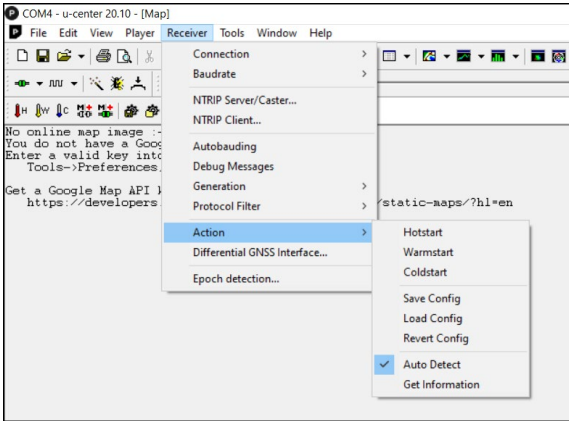 COM4 - u-center 20.10 - [Map]
File Edit View Player Receiver Tools Window Help
Connection
Baudrate
NTRIP Server/Caster...
NTRIP Client...
Autobauding
Debug Messages
Generation
Protocol Filter
Action
Differential GNSS Interface...
Epoch detection...
Hotstart
Warmstart
Coldstart
Save Config
Load Config
Revert Config
Auto Detect
Get Information
No online map image :-
You do not have a Goog
Enter a valid key into
Tools->Preferences.
Get a Google Map API k
https://developers. /static-maps/?hl=en